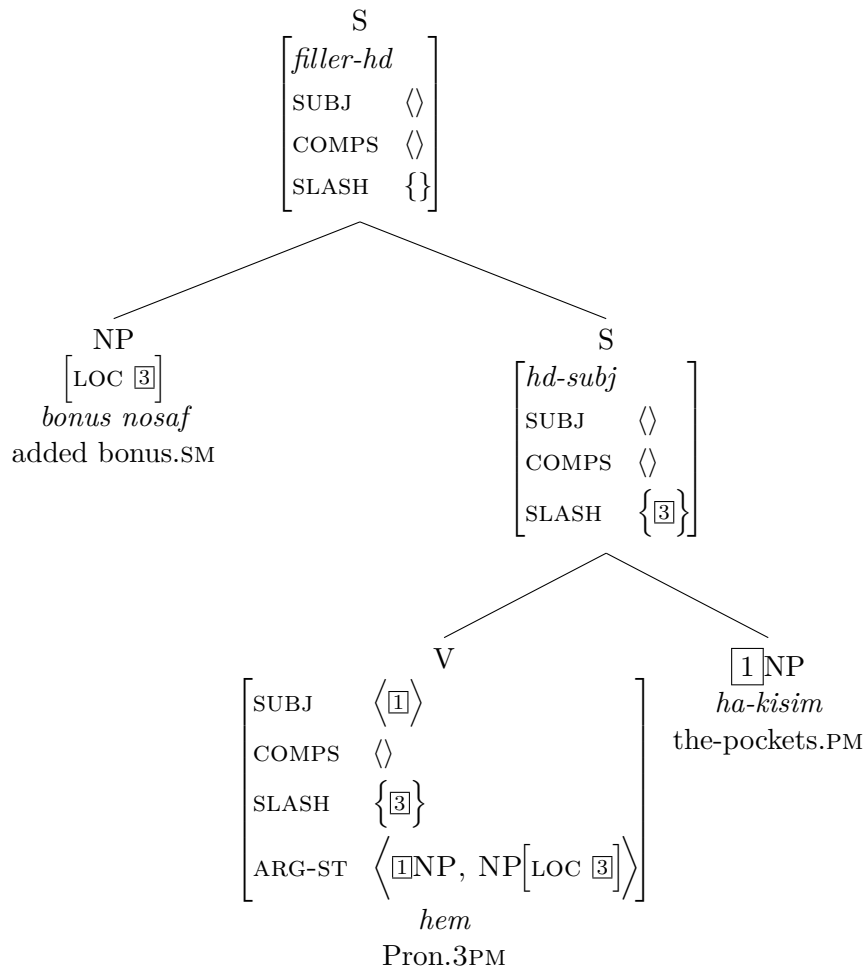 S
filler-hd
SUBJ ⟨⟩
COMPS ⟨⟩
SLASH {}
NP
[LOC 3]
bonus nosaf
added bonus.SM
S
hd-subj
SUBJ ⟨⟩
COMPS ⟨⟩
SLASH {3}
V
SUBJ ⟨1⟩
COMPS ⟨⟩
SLASH {3}
ARG-ST ⟨1NP, NP[LOC 3]⟩
hem
Pron.3PM
1NP
ha-kisim
the-pockets.PM